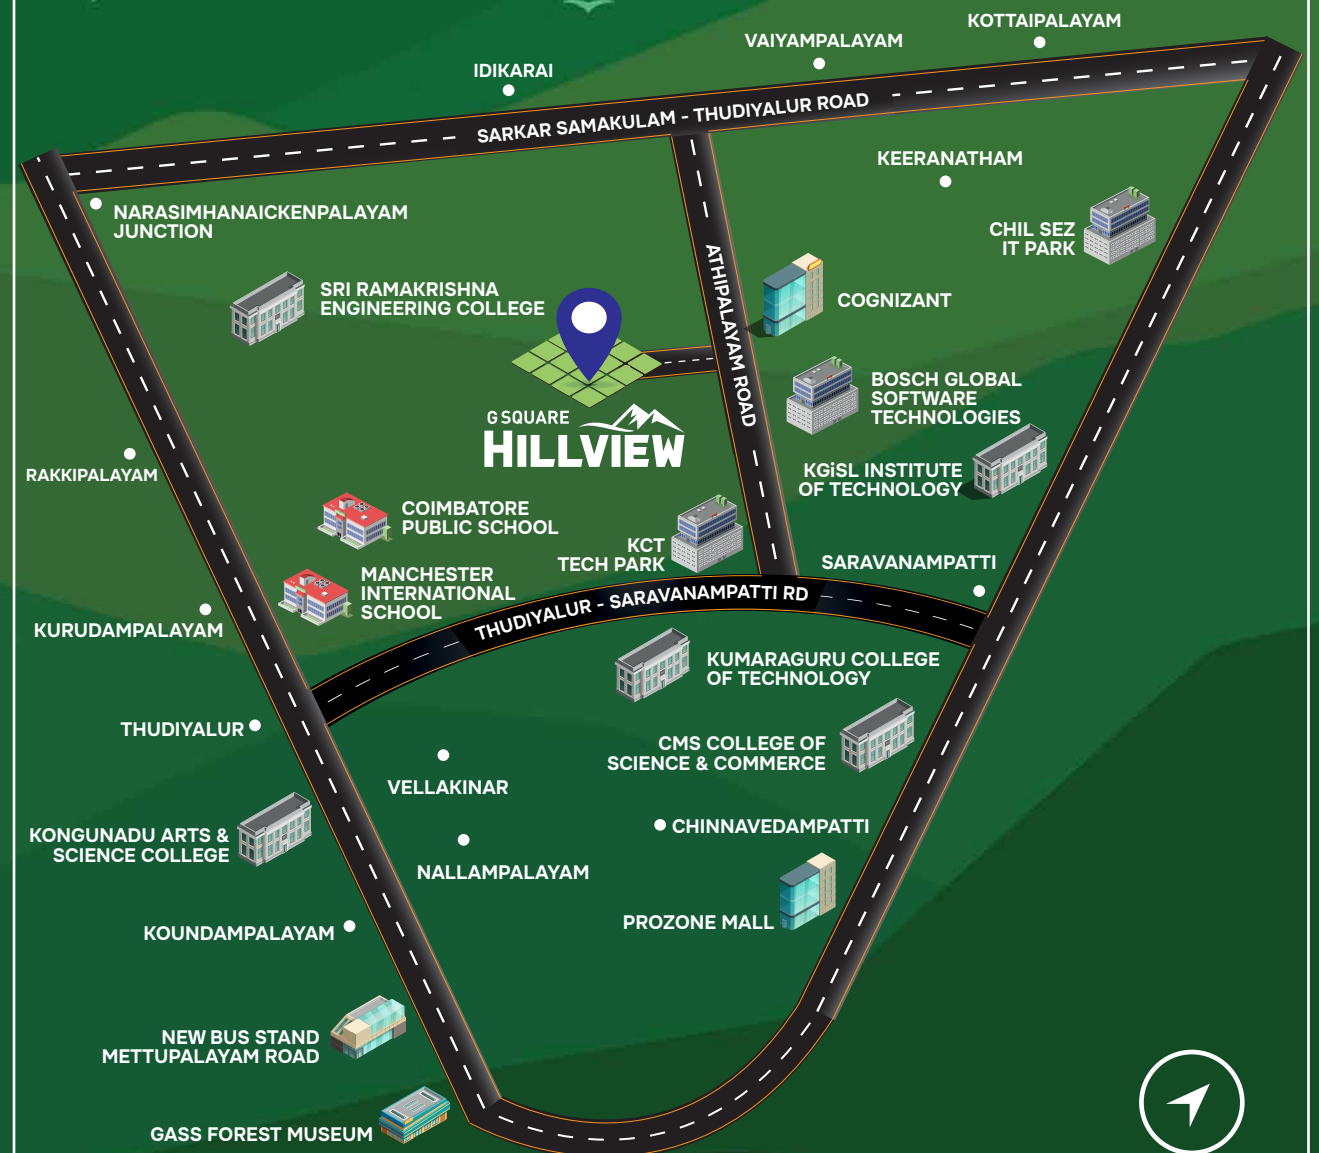 KOTTAIPALAYAM
VAIYAMPALAYAM
IDIKARAI
SARKAR SAMAKULAM - THUDIYALUR ROAD
KEERANATHAM
NARASIMHANAICKENPALAYAM
JUNCTION
CHIL SEZ
IT PARK
SRI RAMAKRISHNA
ENGINEERING COLLEGE
ATHIPALAYAM ROAD
COGNIZANT
BOSCH GLOBAL
SOFTWARE
TECHNOLOGIES
G SQUARE
HILLVIEW
RAKKIPALAYAM
KGiSL INSTITUTE
OF TECHNOLOGY
COIMBATORE
PUBLIC SCHOOL
KCT
TECH PARK
SARAVANAMPATTI
MANCHESTER
INTERNATIONAL
SCHOOL
THUDIYALUR - SARAVANAMPATTI RD
KURUDAMPALAYAM
KUMARAGURU COLLEGE
OF TECHNOLOGY
THUDIYALUR
CMS COLLEGE OF
SCIENCE & COMMERCE
VELLAKINAR
CHINNAVEDAMPATTI
KONGUNADU ARTS &
SCIENCE COLLEGE
NALLAMPALAYAM
PROZONE MALL
KOUNDAMPALAYAM
NEW BUS STAND
METTUPALAYAM ROAD
GASS FOREST MUSEUM